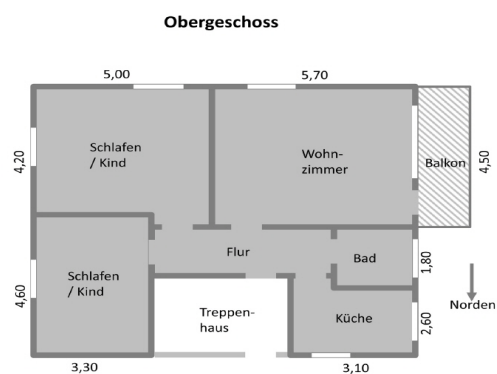 Obergeschoss
5,00
5,70
4,20
Schlafen
/ Kind
Wohn-
zimmer
Balkon
4,50
Flur
Bad
1,80
Schlafen
/ Kind
4,60
Treppen-
haus
Küche
2,60
Norden
3,30
3,10